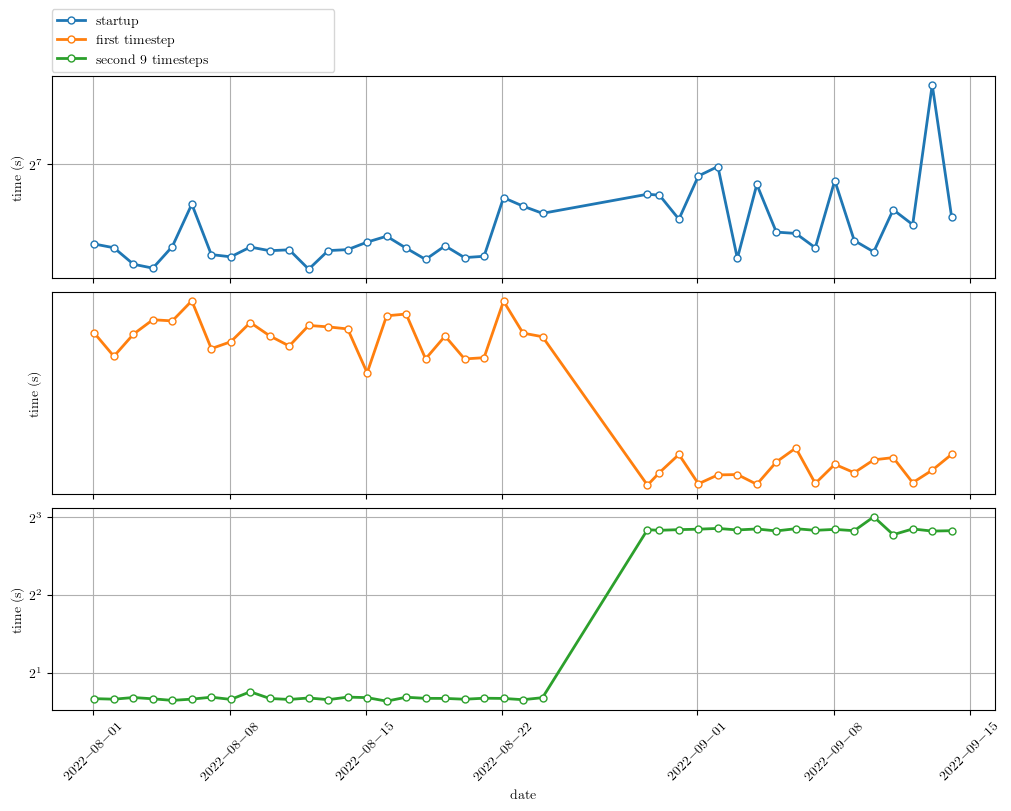 startup
first timestep
second 9 timesteps
time (s)
2^7
time (s)
time (s)
2^3
2^2
2^1
2022−08−01
2022−08−08
2022−08−15
2022−08−22
2022−09−01
2022−09−08
2022−09−15
date